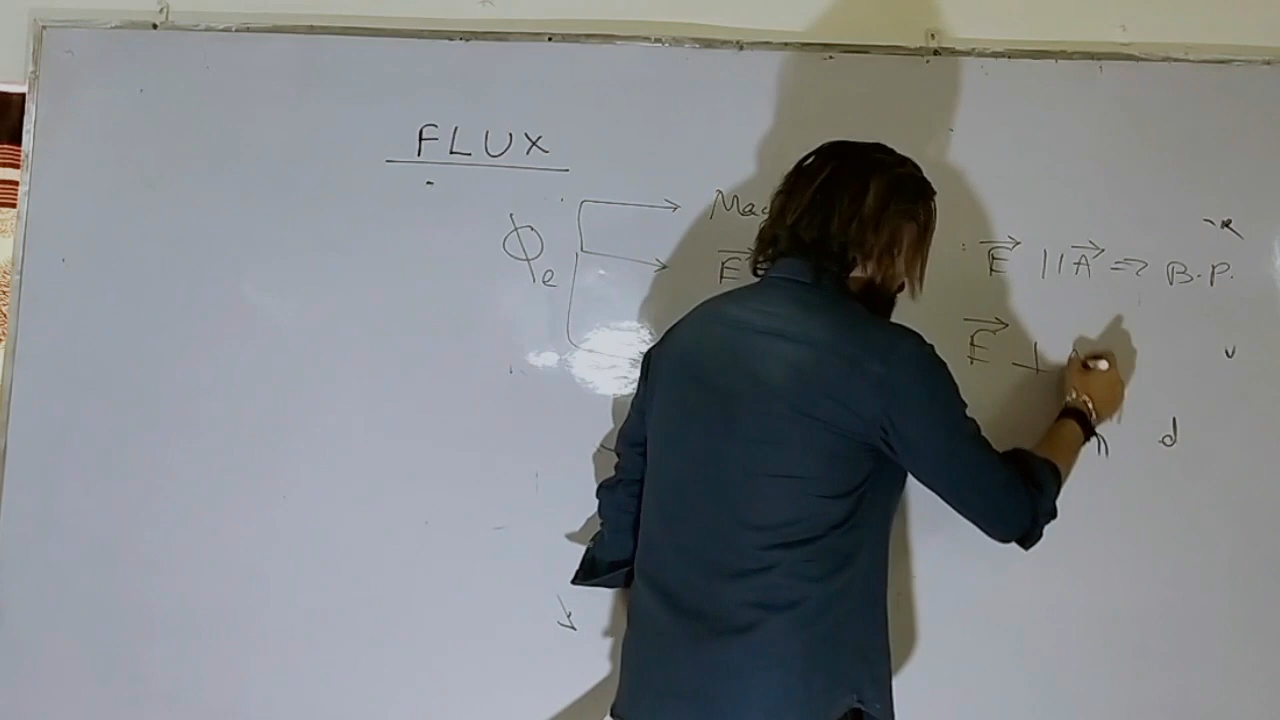 FLUX
ϕe → Mag
→ E⃗
E⃗ || A⃗ ⇒ B.P.
E⃗ ⊥
d